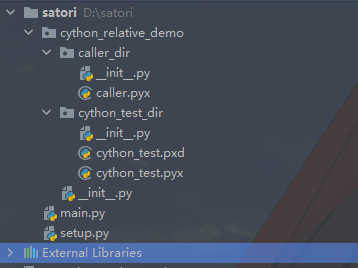 satori D:\satori
cython_relative_demo
caller_dir
__init__.py
caller.pyx
cython_test_dir
__init__.py
cython_test.pxd
cython_test.pyx
__init__.py
main.py
setup.py
External Libraries